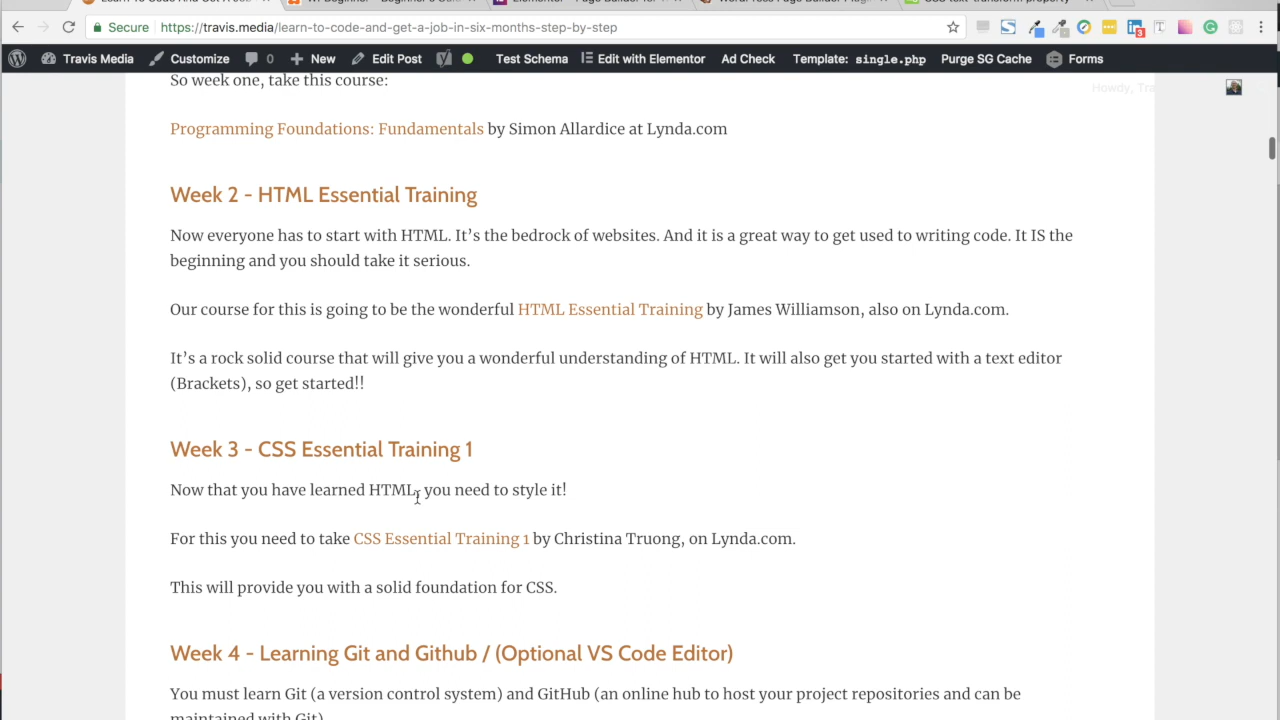 Secure https://travis.media/learn-to-code-and-get-a-job-in-six-months-step-by-step
3
Travis Media Customize 0 New Edit Post Test Schema Edit with Elementor Ad Check Template: single.php Purge SG Cache Forms
So week one, take this course:
Howdy, Tra
Programming Foundations: Fundamentals by Simon Allardice at Lynda.com
Week 2 - HTML Essential Training
Now everyone has to start with HTML. It’s the bedrock of websites. And it is a great way to get used to writing code. It IS the
beginning and you should take it serious.
Our course for this is going to be the wonderful HTML Essential Training by James Williamson, also on Lynda.com.
It’s a rock solid course that will give you a wonderful understanding of HTML. It will also get you started with a text editor
(Brackets), so get started!!
Week 3 - CSS Essential Training 1
Now that you have learned HTML, you need to style it!
For this you need to take CSS Essential Training 1 by Christina Truong, on Lynda.com.
This will provide you with a solid foundation for CSS.
Week 4 - Learning Git and Github / (Optional VS Code Editor)
You must learn Git (a version control system) and GitHub (an online hub to host your project repositories and can be
maintained with Git)